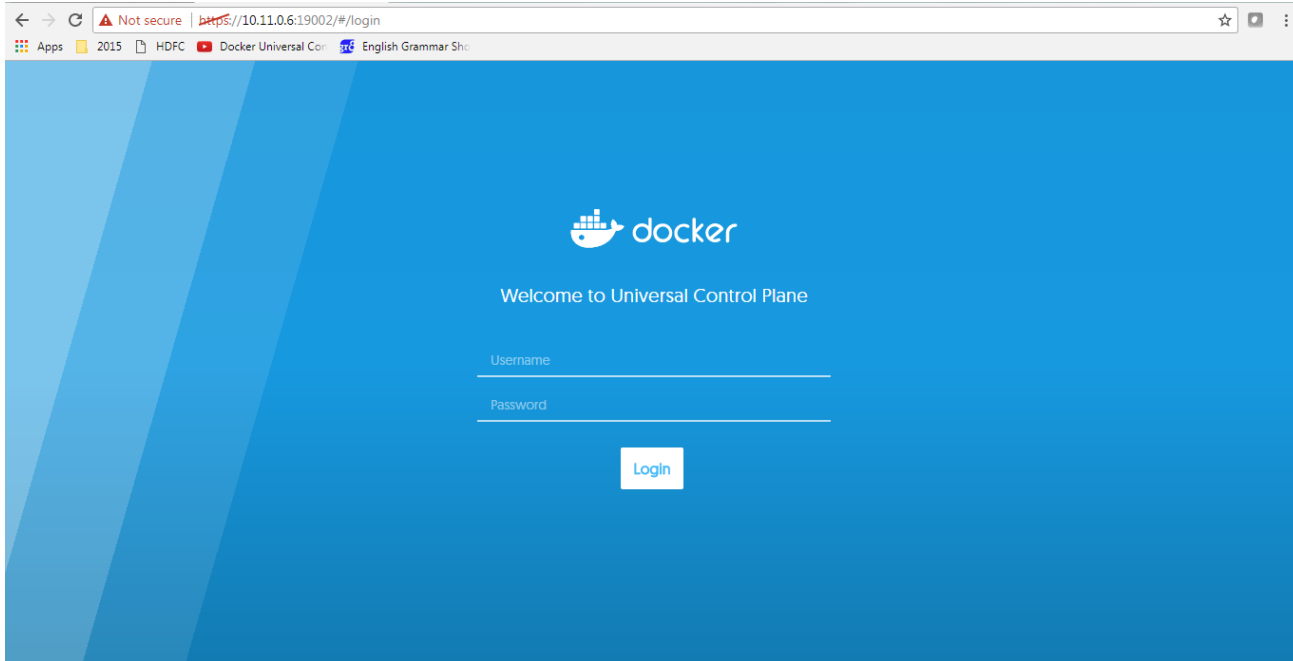 Not secure | https://10.11.0.6:19002/#/login
Apps 2015 HDFC Docker Universal Con English Grammar Sho
docker
Welcome to Universal Control Plane
Username
Password
Login